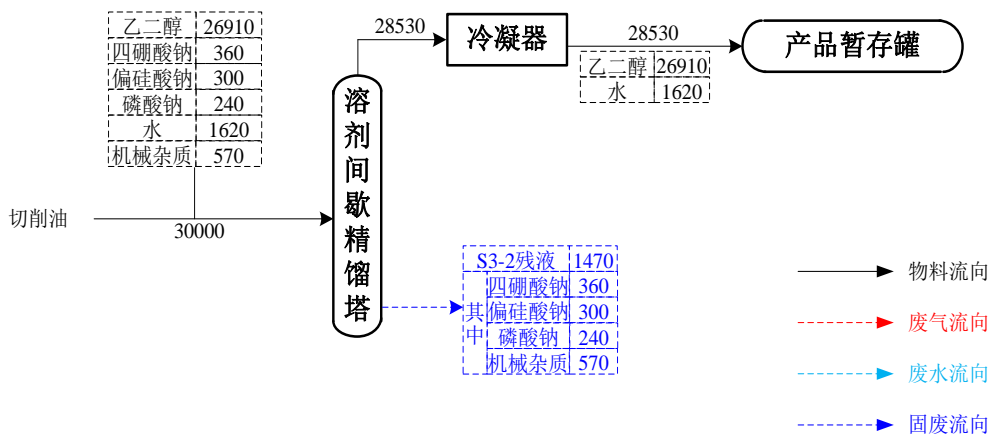 乙二醇 26910
四硼酸钠 360
偏硅酸钠 300
磷酸钠 240
水 1620
机械杂质 570
切削油
30000
溶剂间歇精馏塔
28530
冷凝器
28530
乙二醇 26910
水 1620
产品暂存罐
S3-2残液 1470
其中
四硼酸钠 360
偏硅酸钠 300
磷酸钠 240
机械杂质 570
物料流向
废气流向
废水流向
固废流向